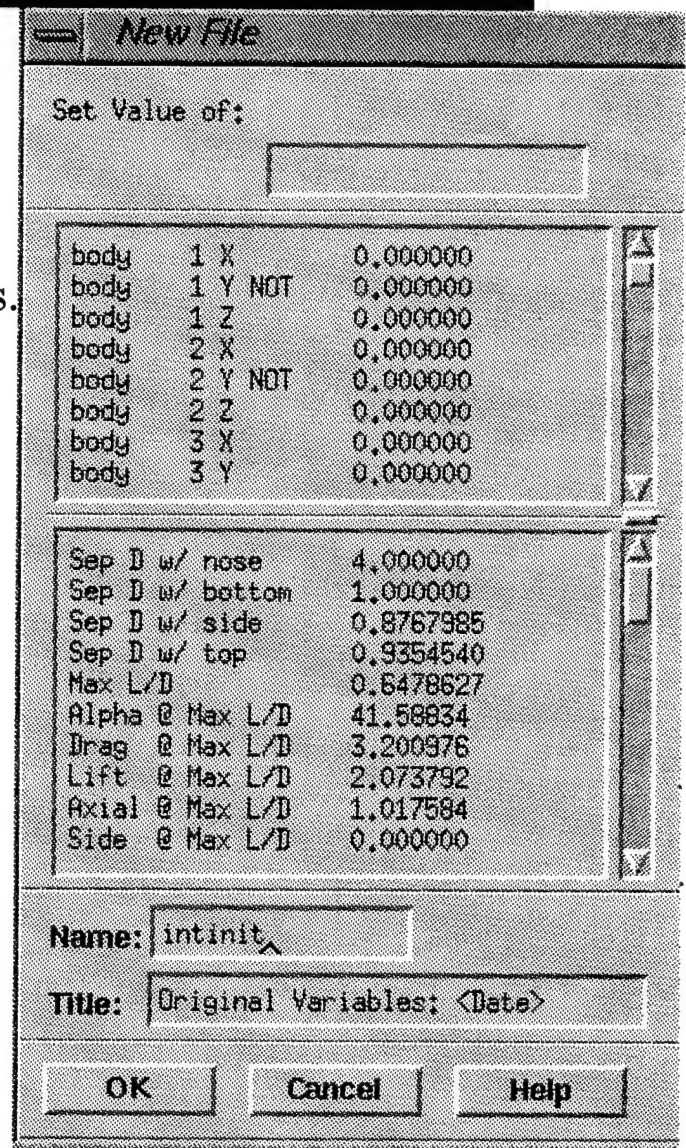 New File
Set Value of:
s.
body 1 X 0.000000
body 1 Y NOT 0.000000
body 1 Z 0.000000
body 2 X 0.000000
body 2 Y NOT 0.000000
body 2 Z 0.000000
body 3 X 0.000000
body 3 Y 0.000000
Sep D w/ nose 4.000000
Sep D w/ bottom 1.000000
Sep D w/ side 0.8767985
Sep D w/ top 0.9354540
Max L/D 0.6478627
Alpha @ Max L/D 41.58834
Drag @ Max L/D 3.200976
Lift @ Max L/D 2.073792
Axial @ Max L/D 1.017584
Side @ Max L/D 0.000000
Name: intinit
Title: Original Variables: <Date>
OK Cancel Help